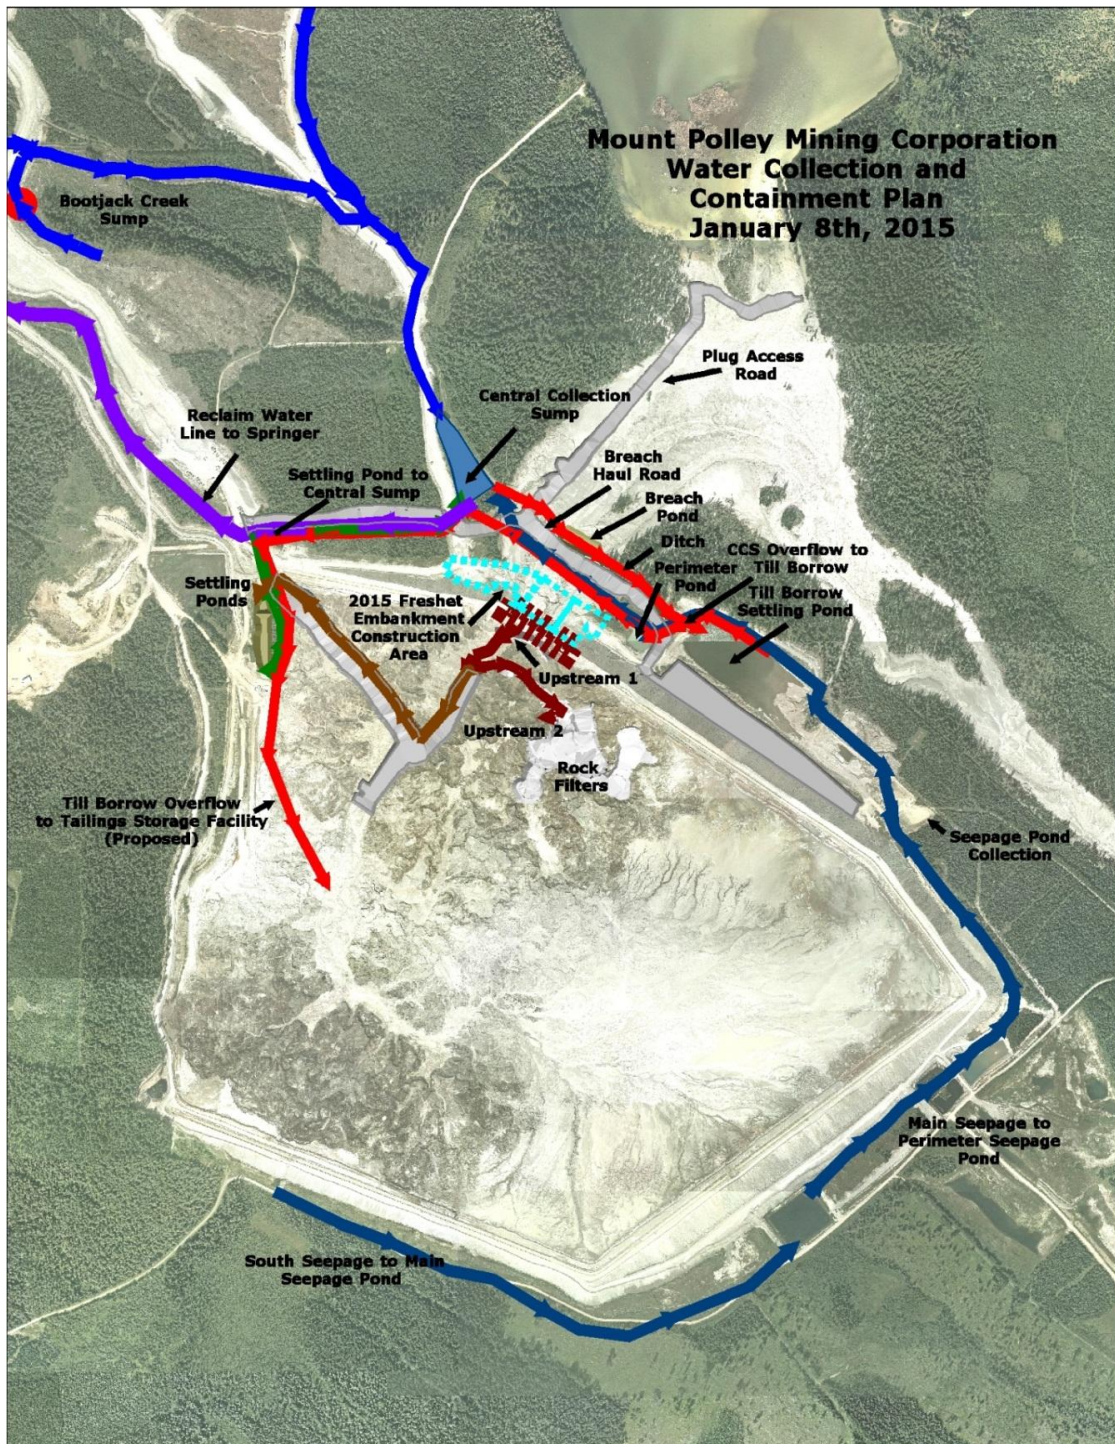 Mount Polley Mining Corporation
Water Collection and
Containment Plan
January 8th, 2015
Bootjack Creek
Sump
Plug Access
Road
Central Collection
Sump
Reclaim Water
Line to Springer
Breach
Haul Road
Settling Pond to
Central Sump
Breach
Pond
Ditch
CCS Overflow to
Till Borrow
Perimeter
Pond
Till Borrow
Settling Pond
Settling
Ponds
2015 Freshet
Embankment
Construction
Area
Upstream 1
Upstream 2
Rock
Filters
Till Borrow Overflow
to Tailings Storage Facility
(Proposed)
Seepage Pond
Collection
Main Seepage to
Perimeter Seepage
Pond
South Seepage to Main
Seepage Pond